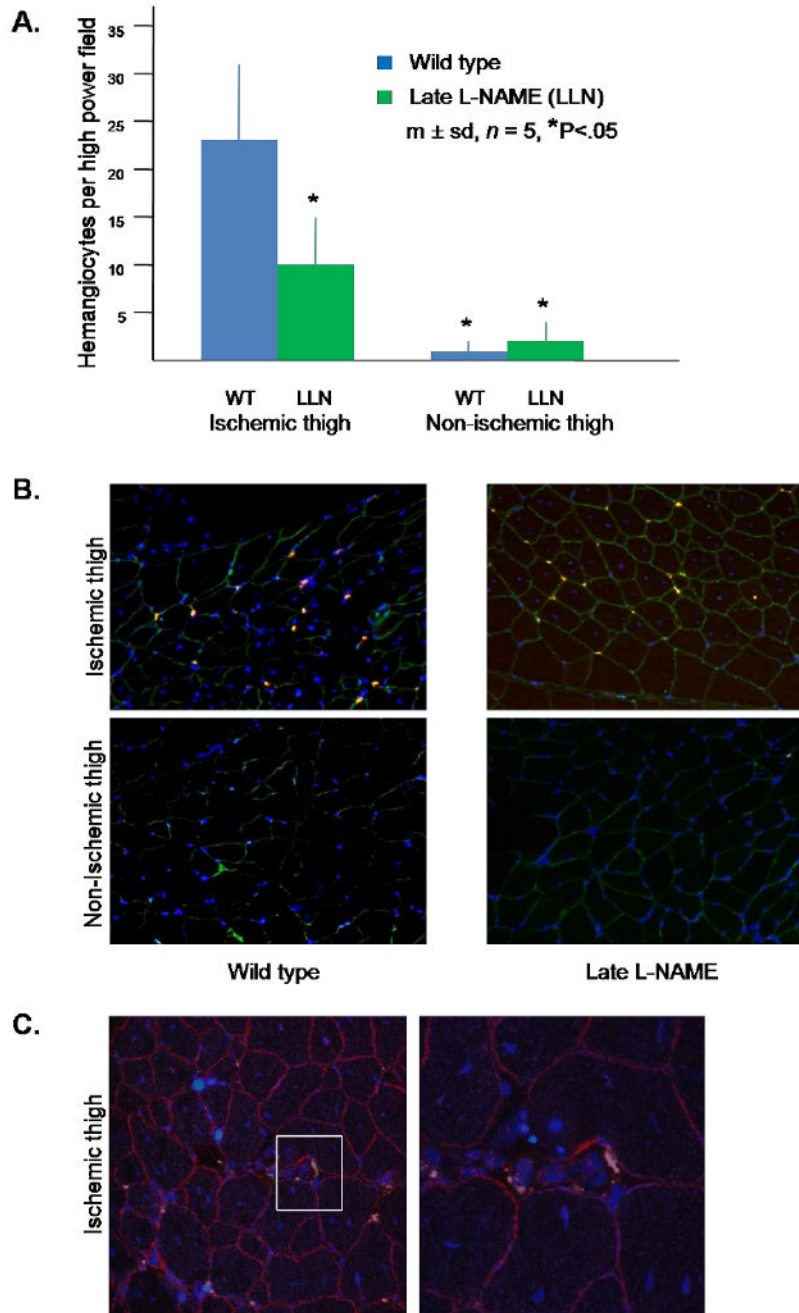 A.
Hemangiocytes per high power field
35
30
25
20
15
10
5
Wild type
Late L-NAME (LLN)
m ± sd, n = 5, *P<.05
*
*
*
WT LLN WT LLN
Ischemic thigh Non-ischemic thigh
B.
Ischemic thigh
Non-Ischemic thigh
Wild type Late L-NAME
C.
Ischemic thigh